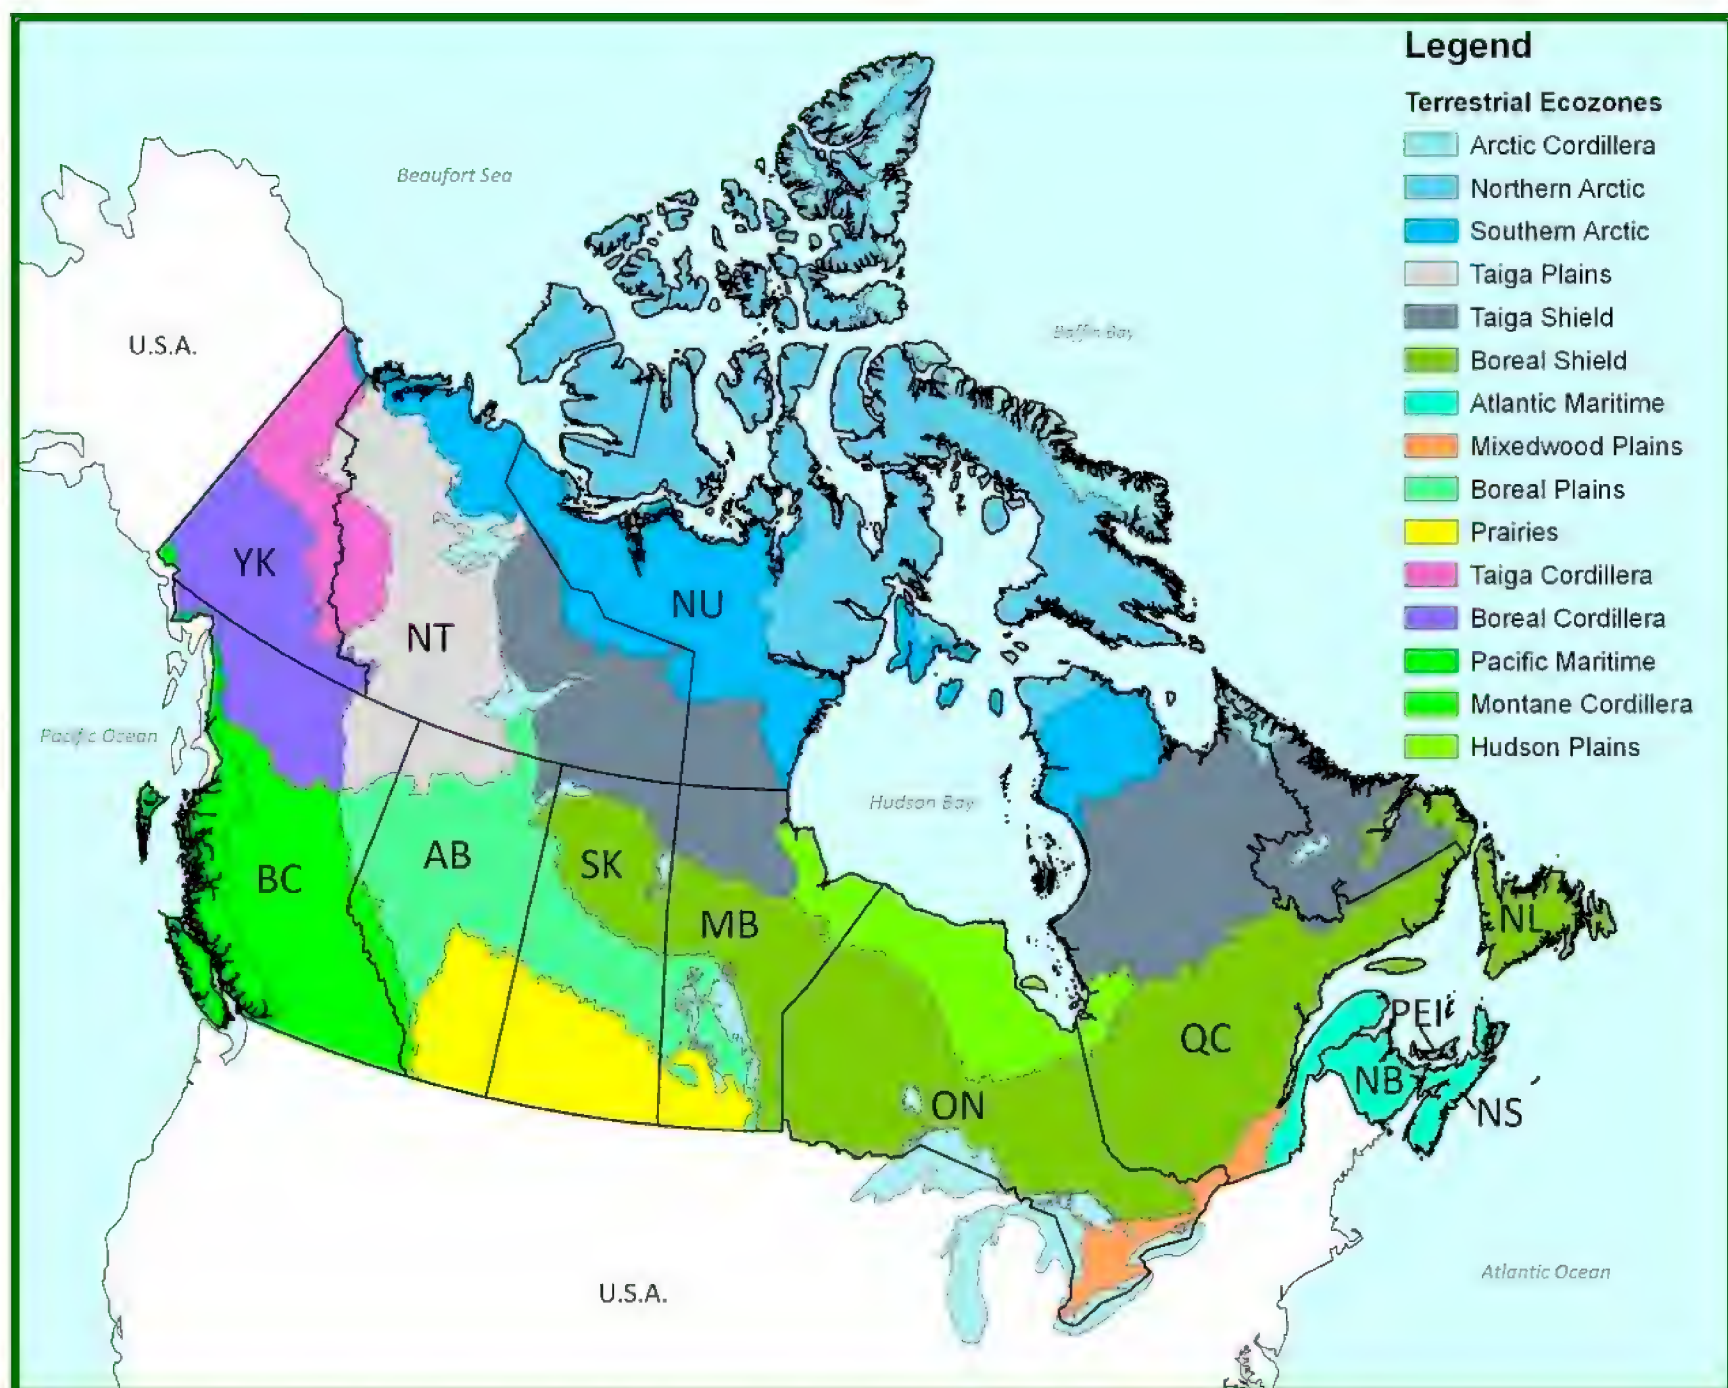 Legend
Terrestrial Ecozones
Arctic Cordillera
Northern Arctic
Southern Arctic
Taiga Plains
Taiga Shield
Boreal Shield
Atlantic Maritime
Mixedwood Plains
Boreal Plains
Prairies
Taiga Cordillera
Boreal Cordillera
Pacific Maritime
Montane Cordillera
Hudson Plains
Beaufort Sea
Baffin Bay
U.S.A.
YK
NT
NU
Pacific Ocean
Hudson Bay
BC
AB
SK
MB
NL
PEI
QC
NB
ON
NS
Atlantic Ocean
U.S.A.